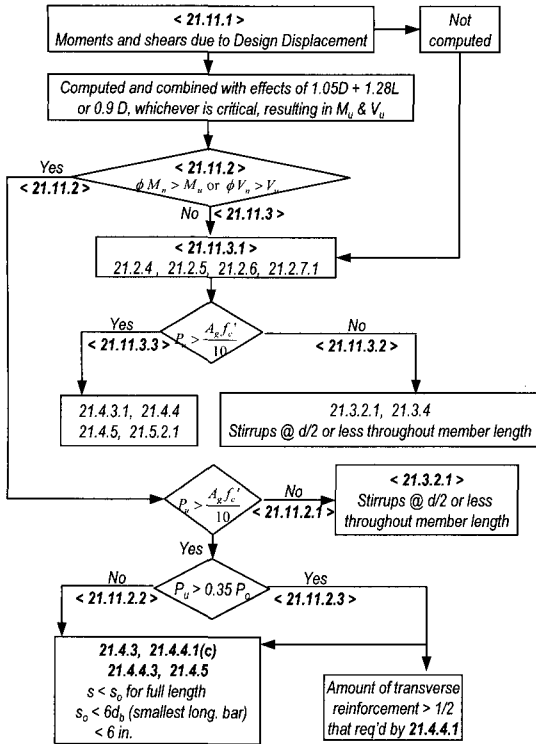 < 21.11.1 >
Moments and shears due to Design Displacement
Not
computed
Computed and combined with effects of 1.05D + 1.28L
or 0.9 D, whichever is critical, resulting in Mu & Vu
Yes
< 21.11.2 >
< 21.11.2 >
ϕ Mn > Mu or ϕ Vn > Vu
No
< 21.11.3 >
< 21.11.3.1 >
21.2.4 , 21.2.5, 21.2.6, 21.2.7.1
Yes
< 21.11.3.3 >
Pu > Ag fc' / 10
No
< 21.11.3.2 >
21.4.3.1, 21.4.4
21.4.5, 21.5.2.1
21.3.2.1, 21.3.4
Stirrups @ d/2 or less throughout member length
Pu > Ag fc' / 10
No
< 21.11.2.1 >
< 21.3.2.1 >
Stirrups @ d/2 or less
throughout member length
Yes
No
< 21.11.2.2 >
Pu > 0.35 Po
Yes
< 21.11.2.3 >
21.4.3, 21.4.4.1(c)
21.4.4.3, 21.4.5
s < so for full length
so < 6db (smallest long. bar)
< 6 in.
Amount of transverse
reinforcement > 1/2
that req'd by 21.4.4.1